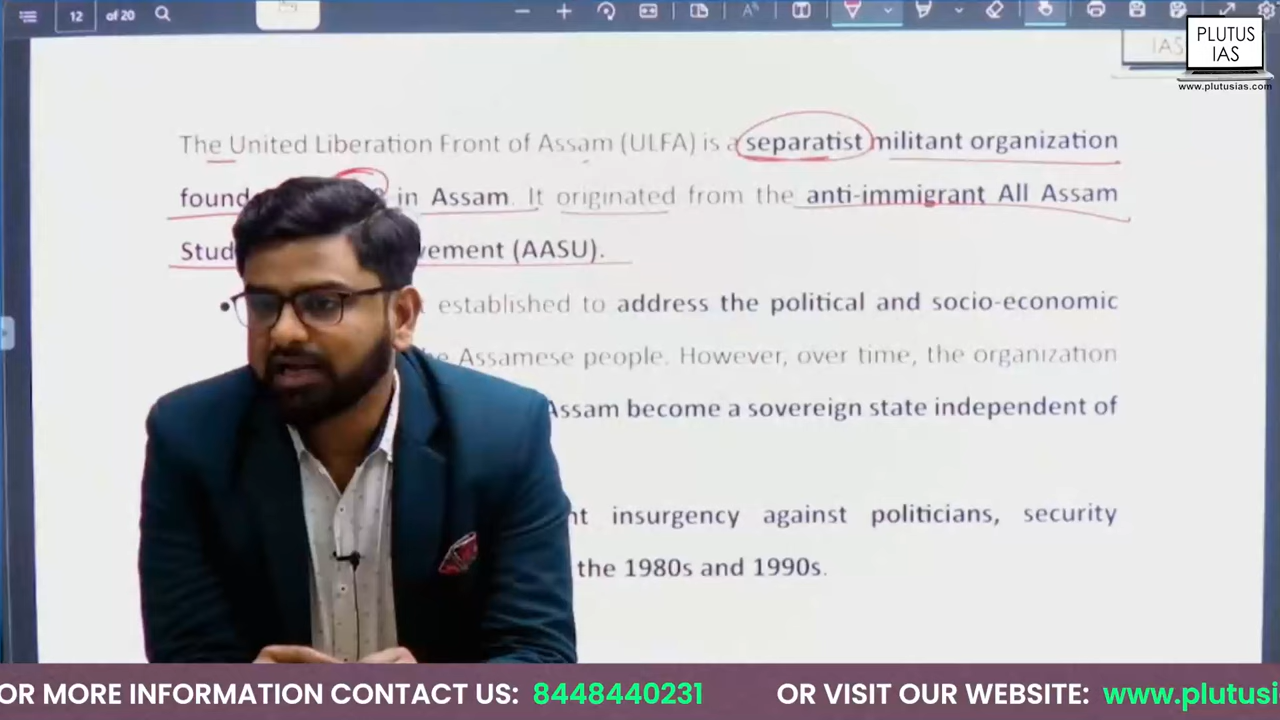 12 of 20
PLUTUS
IAS
www.plutusias.com
IAS
The United Liberation Front of Assam (ULFA) is a separatist militant organization
found in Assam. It originated from the anti-immigrant All Assam
Stud vement (AASU).
• established to address the political and socio-economic
Assamese people. However, over time, the organization
Assam become a sovereign state independent of
nt insurgency against politicians, security
the 1980s and 1990s.
OR MORE INFORMATION CONTACT US: 8448440231 OR VISIT OUR WEBSITE: www.plutusi